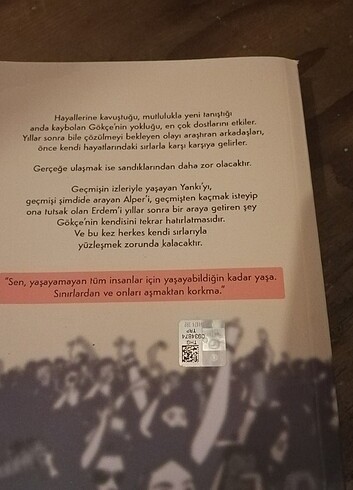 Hayallerine kavuştuğu, mutlulukla yeni tanıştığı
anda kaybolan Gökçe'nin yokluğu, en çok dostlarını etkiler.
Yıllar sonra bile çözülmeyi bekleyen olayı araştıran arkadaşları,
önce kendi hayatlarındaki sırlarla karşı karşıya gelirler.
Gerçeğe ulaşmak ise sandıklarından daha zor olacaktır.
Geçmişin izleriyle yaşayan Yankı'yı,
geçmişi şimdide arayan Alper'i, geçmişten kaçmak isteyip
ona tutsak olan Erdem'i yıllar sonra bir araya getiren şey
Gökçe'nin kendisini tekrar hatırlatmasıdır.
Ve bu kez herkes kendi sırlarıyla
yüzleşmek zorunda kalacaktır.
"Sen, yaşayamayan tüm insanlar için yaşayabildiğin kadar yaşa.
Sınırlardan ve onları aşmaktan korkma."